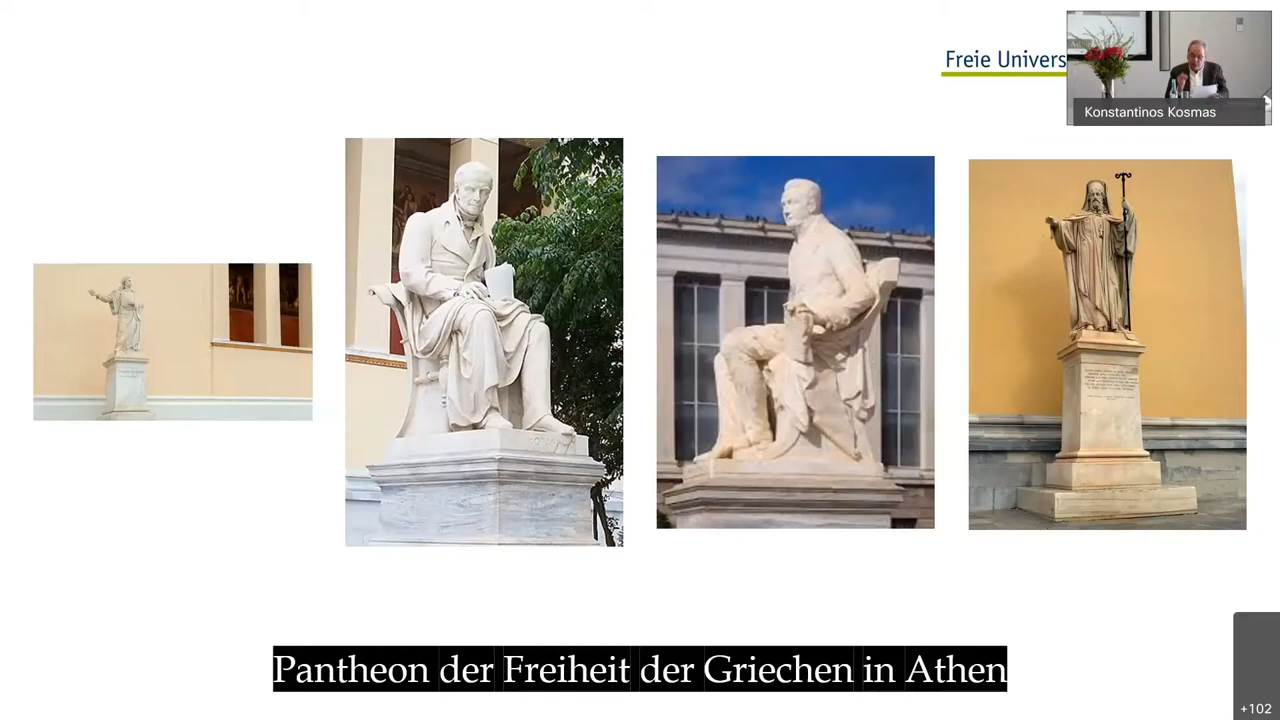 Freie Univers
Konstantinos Kosmas
Pantheon der Freiheit der Griechen in Athen
+102